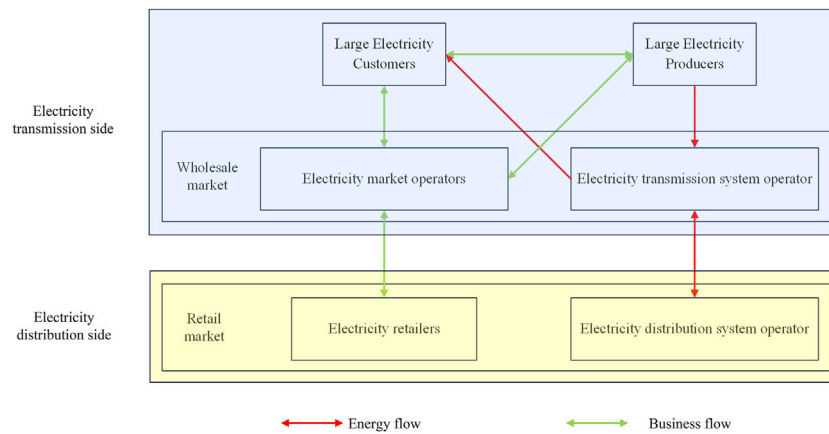 Large Electricity
Customers
Large Electricity
Producers
Electricity
transmission side
Wholesale
market
Electricity market operators
Electricity transmission system operator
Electricity
distribution side
Retail
market
Electricity retailers
Electricity distribution system operator
Energy flow
Business flow